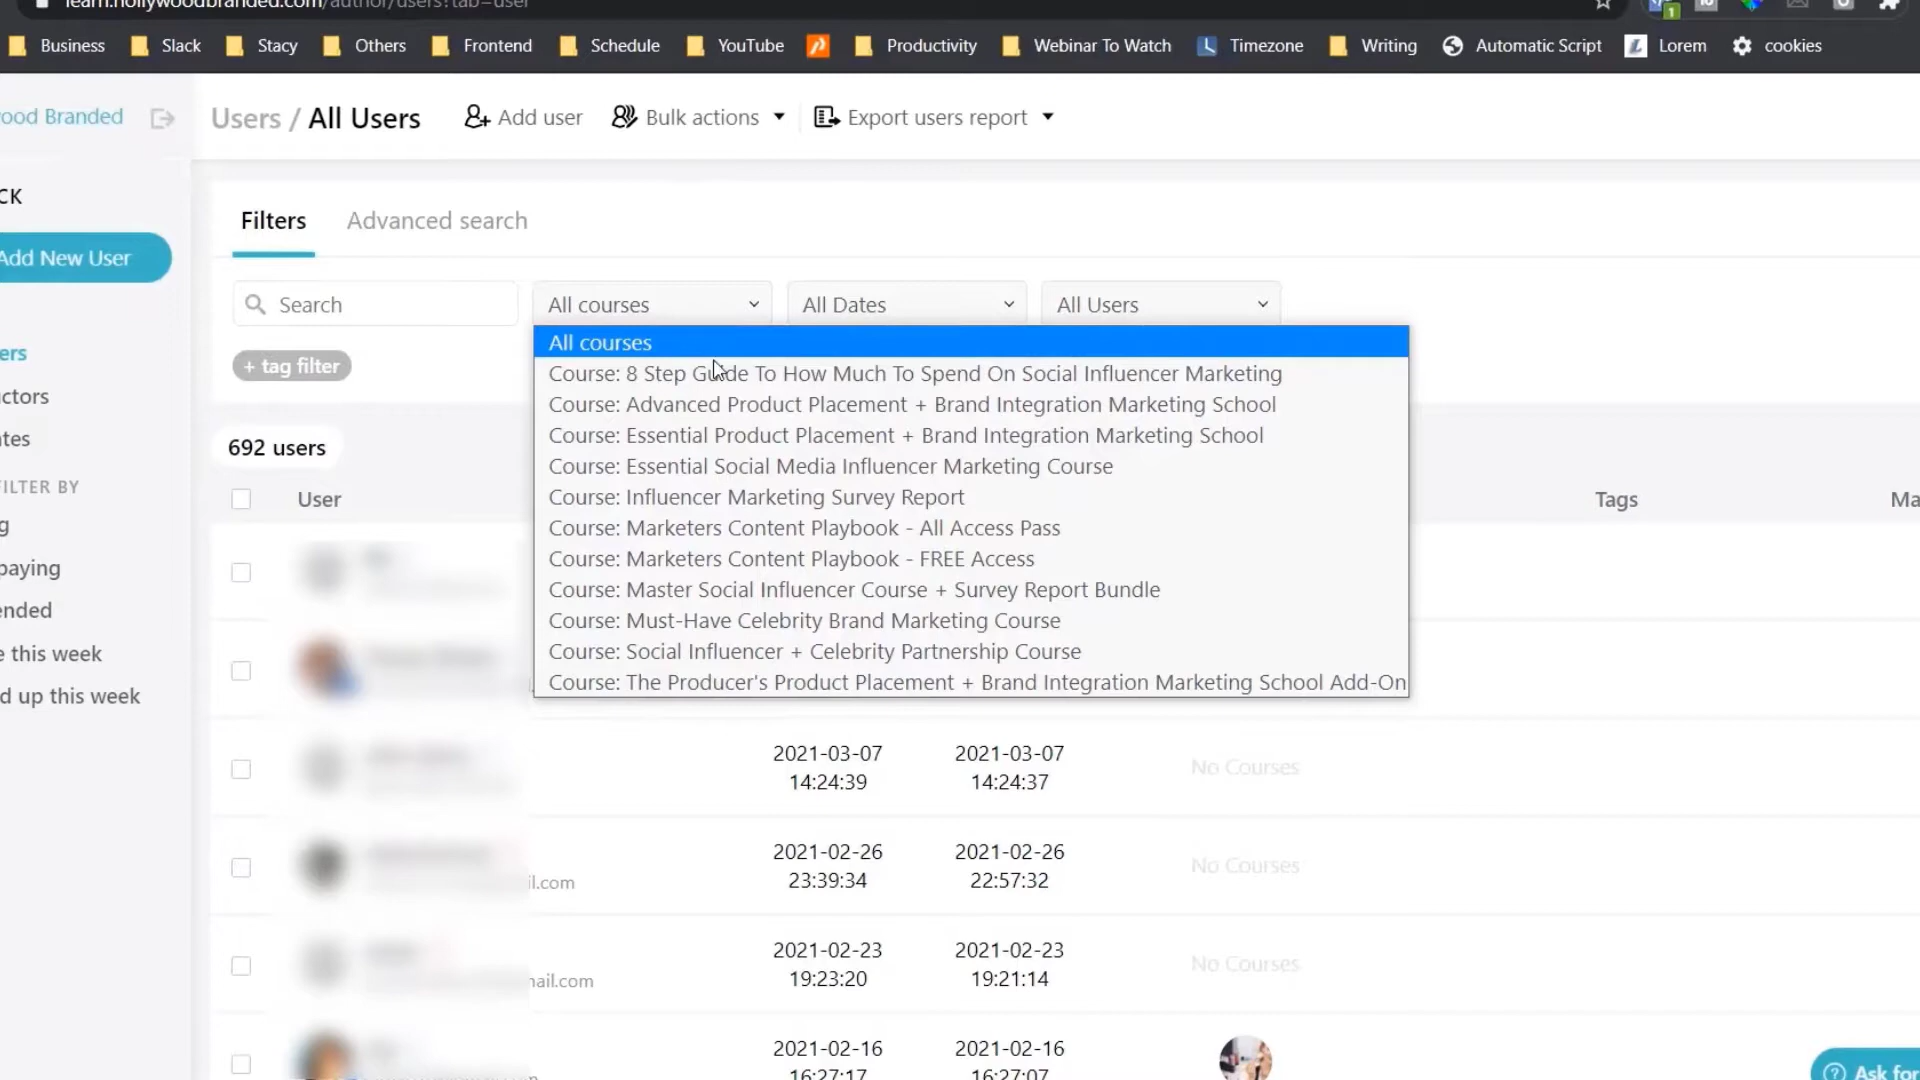 learn.hollywoodbranded.com/author/users?tab=user
1
Business Slack Stacy Others Frontend Schedule YouTube Productivity Webinar To Watch Timezone Writing Automatic Script Lorem cookies
ood Branded
Users / All Users Add user Bulk actions Export users report
CK
Add New User
Filters Advanced search
Search All courses All Dates All Users
+ tag filter
All courses
Course: 8 Step Guide To How Much To Spend On Social Influencer Marketing
Course: Advanced Product Placement + Brand Integration Marketing School
Course: Essential Product Placement + Brand Integration Marketing School
Course: Essential Social Media Influencer Marketing Course
Course: Influencer Marketing Survey Report
Course: Marketers Content Playbook - All Access Pass
Course: Marketers Content Playbook - FREE Access
Course: Master Social Influencer Course + Survey Report Bundle
Course: Must-Have Celebrity Brand Marketing Course
Course: Social Influencer + Celebrity Partnership Course
Course: The Producer's Product Placement + Brand Integration Marketing School Add-On
ers
ctors
tes
FILTER BY
g
paying
ended
e this week
d up this week
692 users
User Tags Ma
2021-03-07 2021-03-07
14:24:39 14:24:37
No Courses
2021-02-26 2021-02-26
23:39:34 22:57:32
No Courses
il.com
2021-02-23 2021-02-23
19:23:20 19:21:14
No Courses
nail.com
2021-02-16 2021-02-16
16:27:17 16:27:07
Ask for